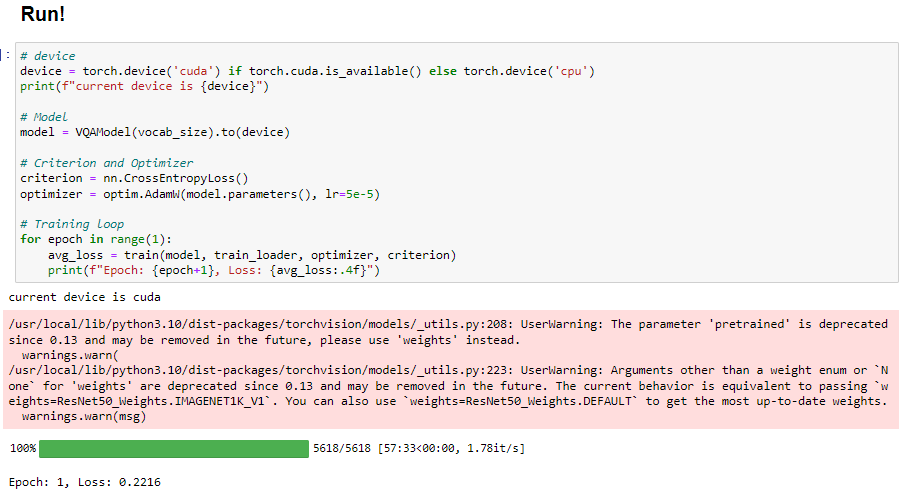 Run!
:
# device
device = torch.device('cuda') if torch.cuda.is_available() else torch.device('cpu')
print(f"current device is {device}")
# Model
model = VQAModel(vocab_size).to(device)
# Criterion and Optimizer
criterion = nn.CrossEntropyLoss()
optimizer = optim.AdamW(model.parameters(), lr=5e-5)
# Training loop
for epoch in range(1):
    avg_loss = train(model, train_loader, optimizer, criterion)
    print(f"Epoch: {epoch+1}, Loss: {avg_loss:.4f}")
current device is cuda
/usr/local/lib/python3.10/dist-packages/torchvision/models/_utils.py:208: UserWarning: The parameter 'pretrained' is deprecated
since 0.13 and may be removed in the future, please use 'weights' instead.
  warnings.warn(
/usr/local/lib/python3.10/dist-packages/torchvision/models/_utils.py:223: UserWarning: Arguments other than a weight enum or `N
one` for 'weights' are deprecated since 0.13 and may be removed in the future. The current behavior is equivalent to passing `w
eights=ResNet50_Weights.IMAGENET1K_V1`. You can also use `weights=ResNet50_Weights.DEFAULT` to get the most up-to-date weights.
  warnings.warn(msg)
100% 5618/5618 [57:33<00:00, 1.78it/s]
Epoch: 1, Loss: 0.2216